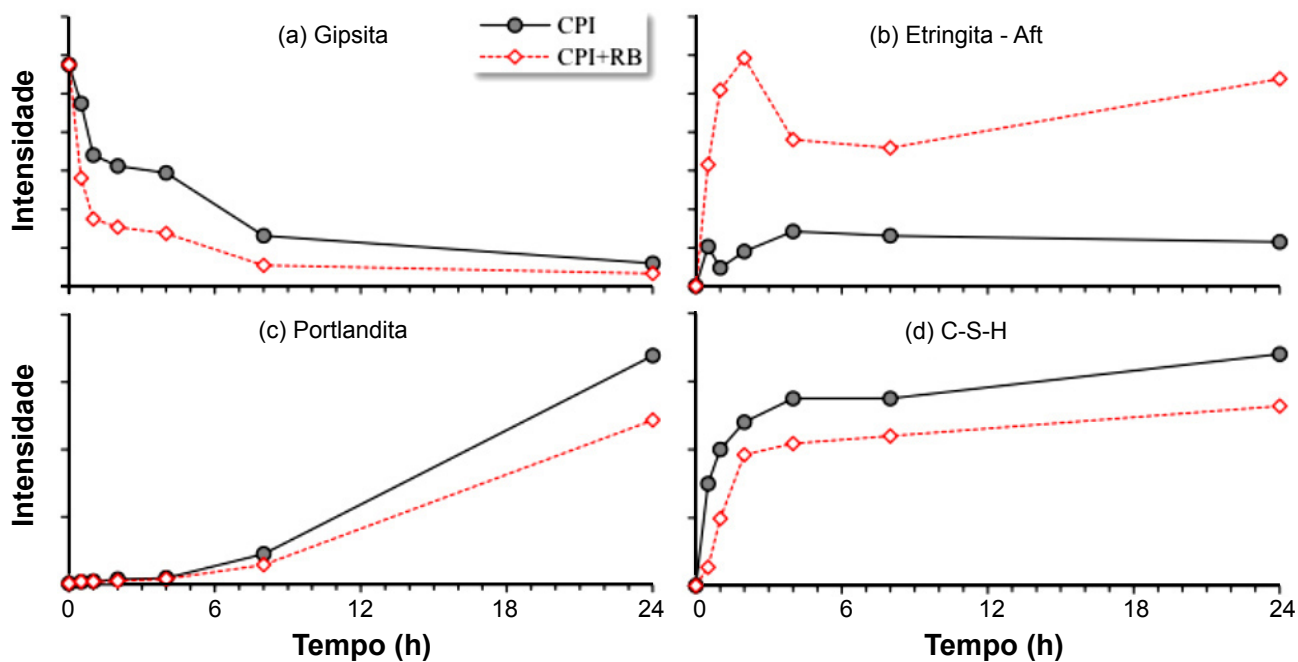 (a) Gipsita
CPI
CPI+RB
(b) Etringita - Aft
Intensidade
(c) Portlandita
(d) C-S-H
Intensidade
0 6 12 18 24
0 6 12 18 24
Tempo (h)
Tempo (h)